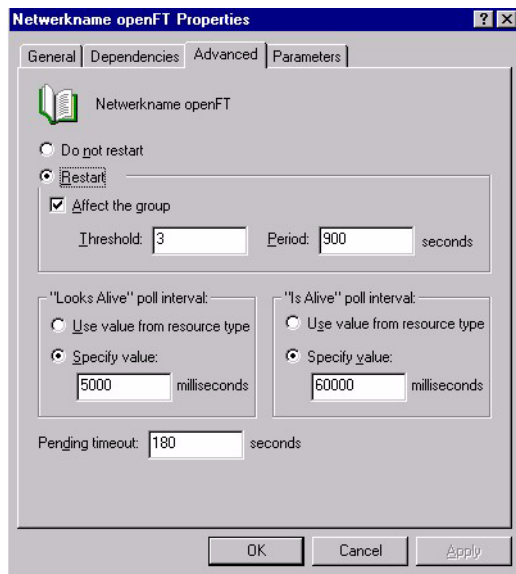 Netwerkname openFT Properties
General Dependencies Advanced Parameters
Netwerkname openFT
Do not restart
Restart
Affect the group
Threshold: 3 Period: 900 seconds
"Looks Alive" poll interval: "Is Alive" poll interval:
Use value from resource type Use value from resource type
Specify value: Specify value:
5000 milliseconds 60000 milliseconds
Pending timeout: 180 seconds
OK Cancel Apply